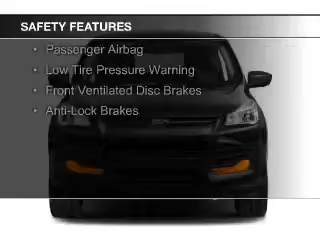 SAFETY FEATURES
• Passenger Airbag
• Low Tire Pressure Warning
• Front Ventilated Disc Brakes
• Anti-Lock Brakes